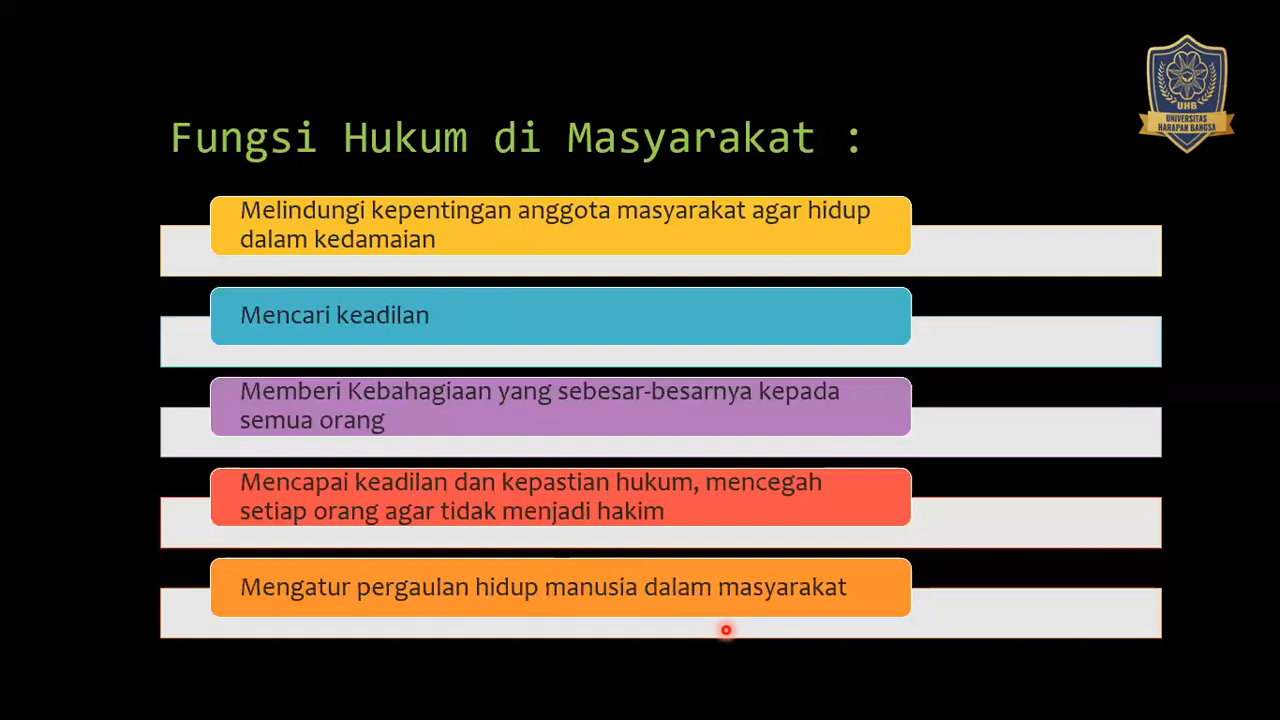 UHB
UNIVERSITAS
HARAPAN BANGSA
Fungsi Hukum di Masyarakat :
Melindungi kepentingan anggota masyarakat agar hidup
dalam kedamaian
Mencari keadilan
Memberi Kebahagiaan yang sebesar-besarnya kepada
semua orang
Mencapai keadilan dan kepastian hukum, mencegah
setiap orang agar tidak menjadi hakim
Mengatur pergaulan hidup manusia dalam masyarakat